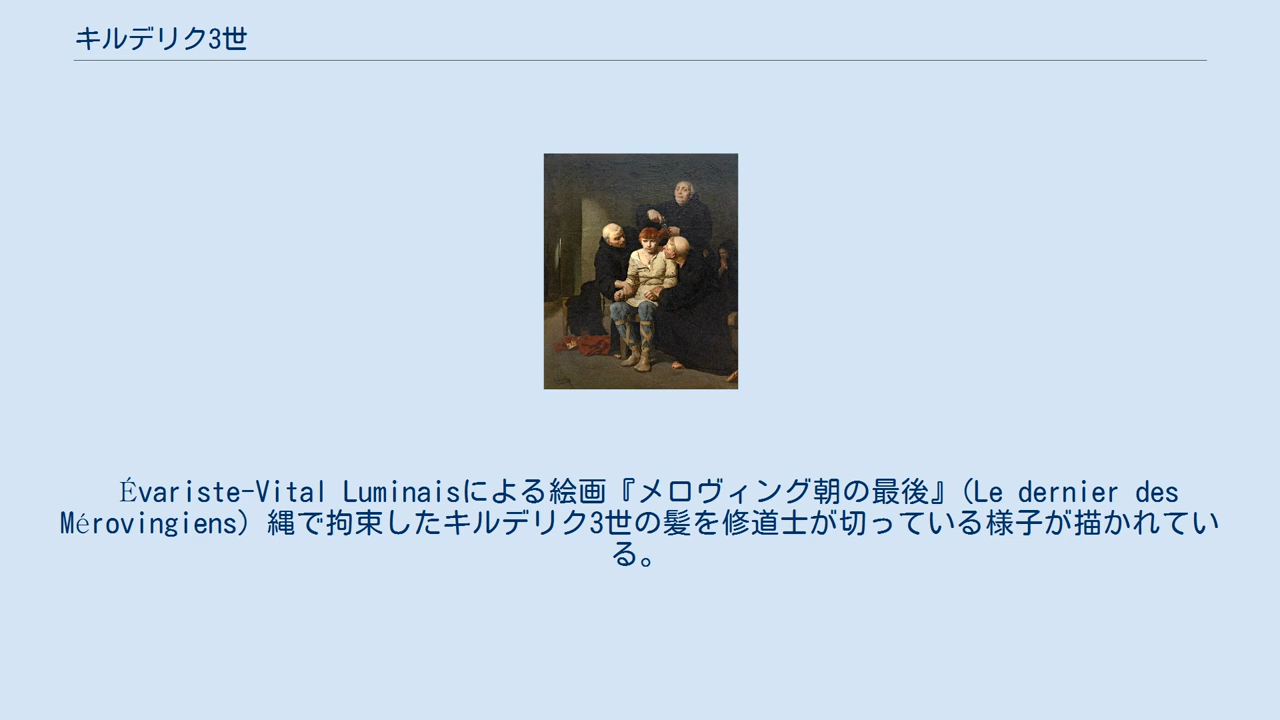 キルデリク3世
Évariste-Vital Luminaisによる絵画『メロヴィング朝の最後』(Le dernier des
Mérovingiens) 縄で拘束したキルデリク3世の髪を修道士が切っている様子が描かれてい
る。